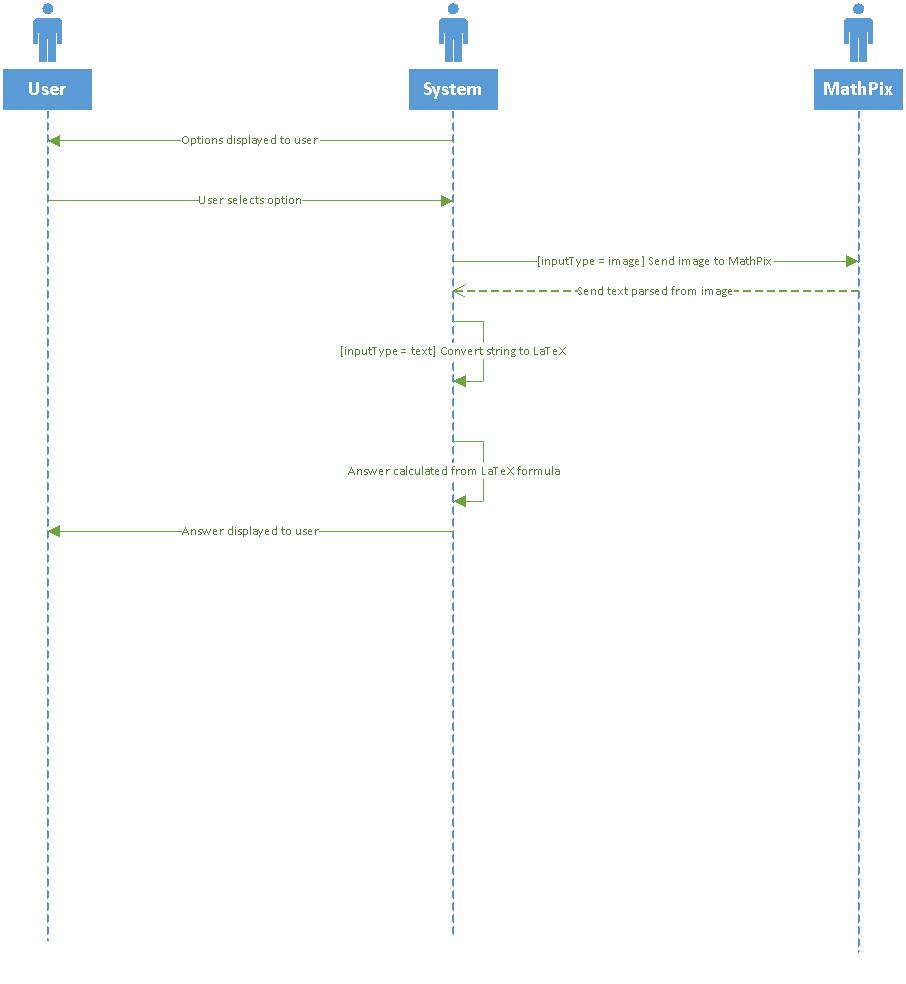 User
System
MathPix
Options displayed to user
User selects option
[inputType = image] Send image to MathPix
Send text parsed from image
[inputType = text] Convert string to LaTeX
Answer calculated from LaTeX formula
Answer displayed to user